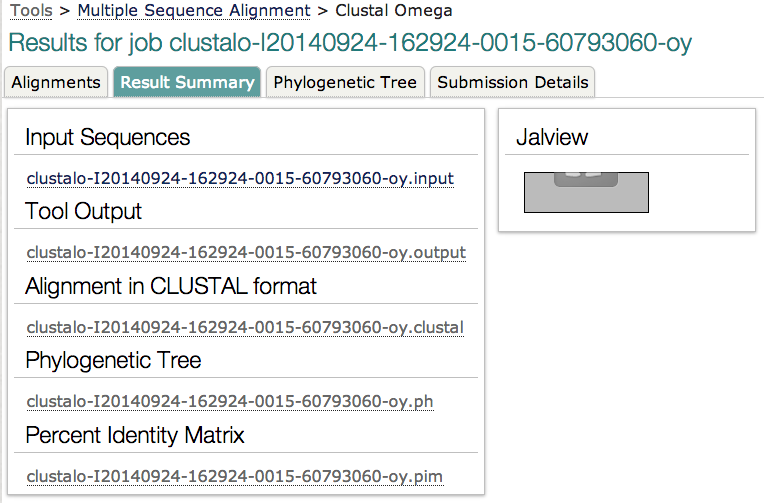 Tools > Multiple Sequence Alignment > Clustal Omega
Results for job clustalo-I20140924-162924-0015-60793060-oy
Alignments
Result Summary
Phylogenetic Tree
Submission Details
Input Sequences
clustalo-I20140924-162924-0015-60793060-oy.input
Tool Output
clustalo-I20140924-162924-0015-60793060-oy.output
Alignment in CLUSTAL format
clustalo-I20140924-162924-0015-60793060-oy.clustal
Phylogenetic Tree
clustalo-I20140924-162924-0015-60793060-oy.ph
Percent Identity Matrix
clustalo-I20140924-162924-0015-60793060-oy.pim
Jalview